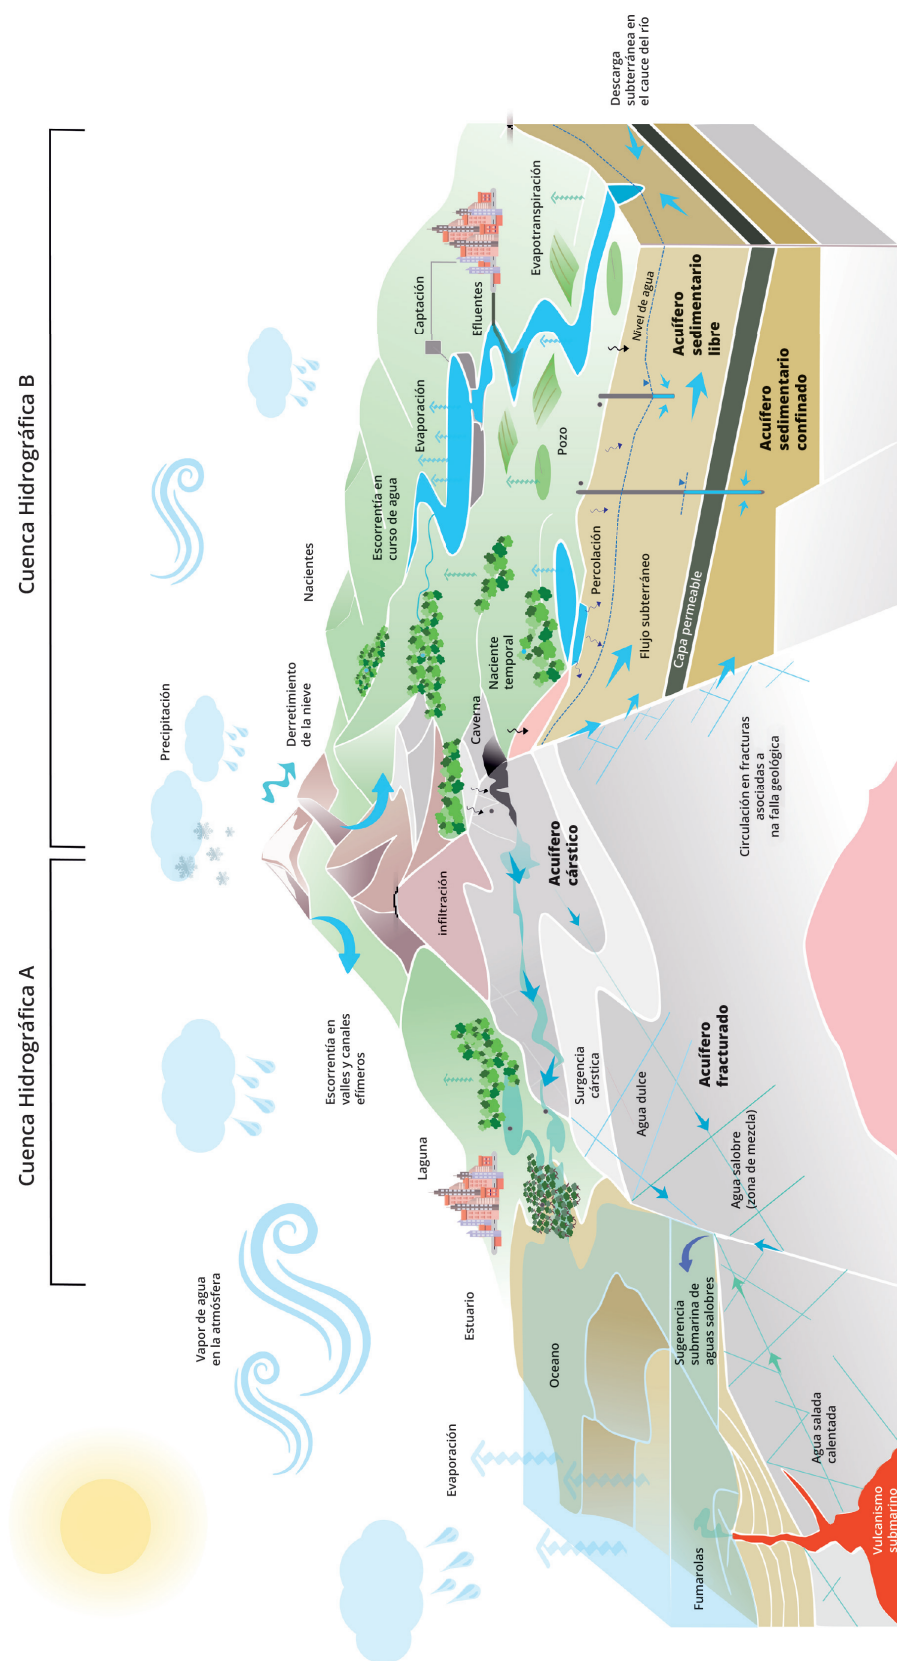 Cuenca Hidrográfica A
Cuenca Hidrográfica B
Vapor de agua
en la atmósfera
Precipitación
Derretimiento
de la nieve
Nacientes
Escorrentía en
valles y canales
efímeros
Escorrentía en
curso de agua
Evaporación
Captación
Efluentes
Evapotranspiración
Descarga
subterránea en
el cauce del río
Evaporación
Estuario
Laguna
infiltración
Caverna
Naciente
temporal
Pozo
Oceano
Surgencia
cárstica
Acuífero
cárstico
Percolación
Nivel de agua
Flujo subterráneo
Acuífero
sedimentario
libre
Capa permeable
Acuífero
sedimentario
confinado
Fumarolas
Sugerencia
submarina de
aguas salobres
Agua dulce
Agua salobre
(zona de mezcla)
Acuífero
fracturado
Circulación en fracturas
asociadas a
na falla geológica
Agua salada
calentada
Vulcanismo
submarino